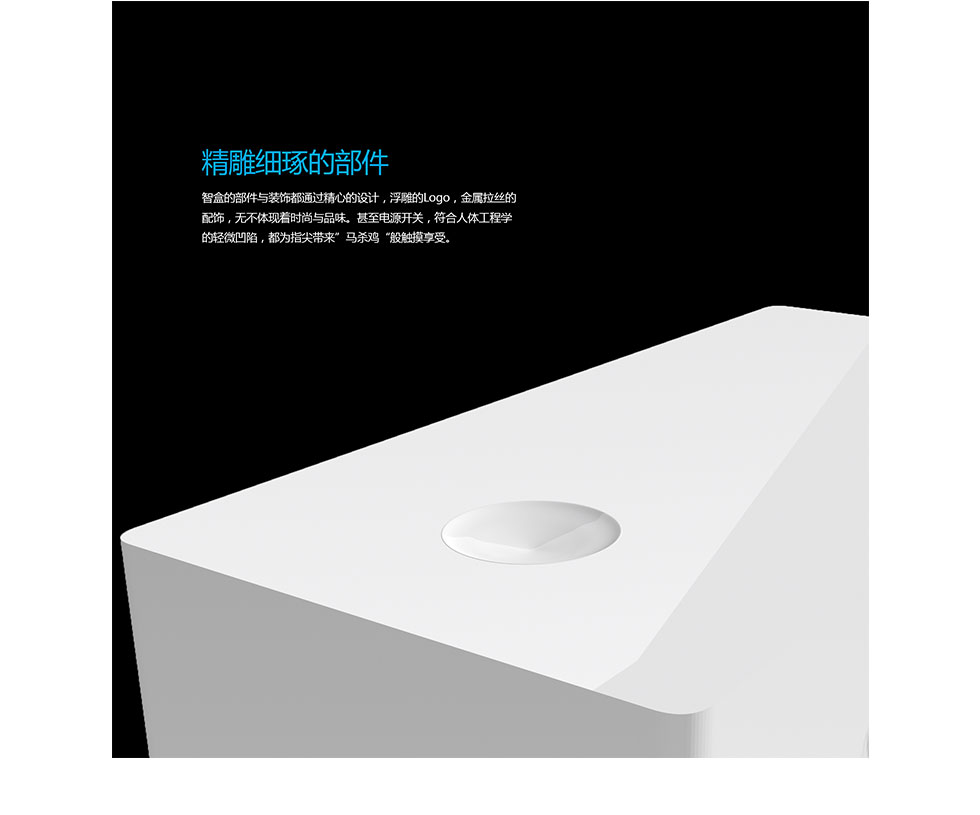 精雕细琢的部件
智盒的部件与装饰都通过精心的设计，浮雕的Logo，金属拉丝的
配饰，无不体现着时尚与品味。甚至电源开关，符合人体工程学
的轻微凹陷，都为指尖带来”马杀鸡“般触摸享受。